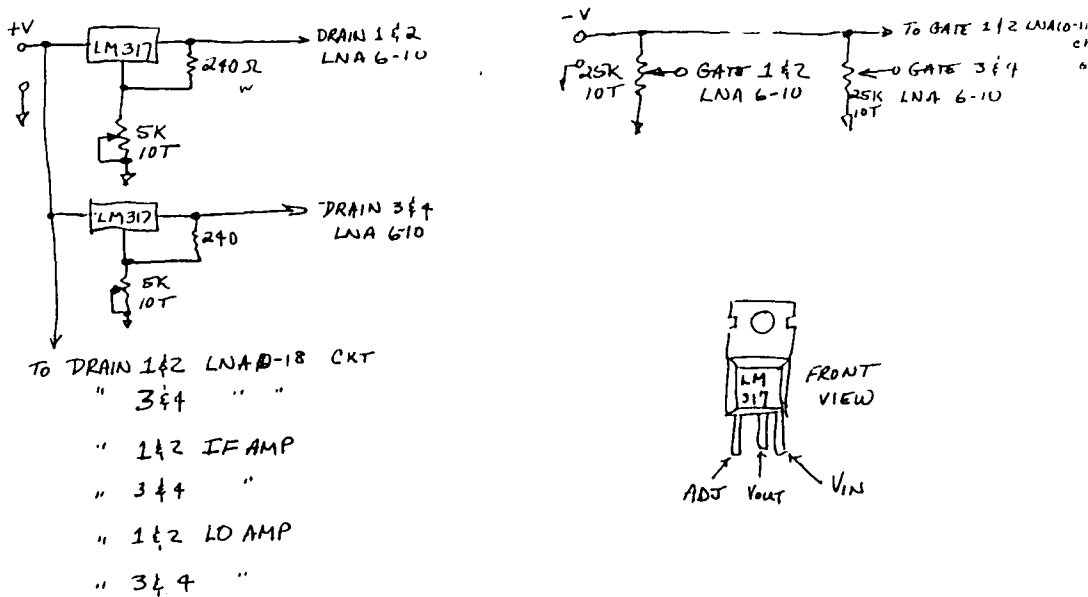 +V
LM317
DRAIN 1&2
LNA 6-10
240Ω
5K
10T
LM317
DRAIN 3&4
LNA 6-10
240
5K
10T
TO DRAIN 1&2 LNA 10-18 CKT
" 3&4 " "
" 1&2 IF AMP
" 3&4 "
" 1&2 LO AMP
" 3&4 "
-V
TO GATE 1&2 LNA
25K
10T
GATE 1&2
LNA 6-10
GATE 3&4
LNA 6-10
25K
10T
LM
317
FRONT
VIEW
ADJ VOUT VIN